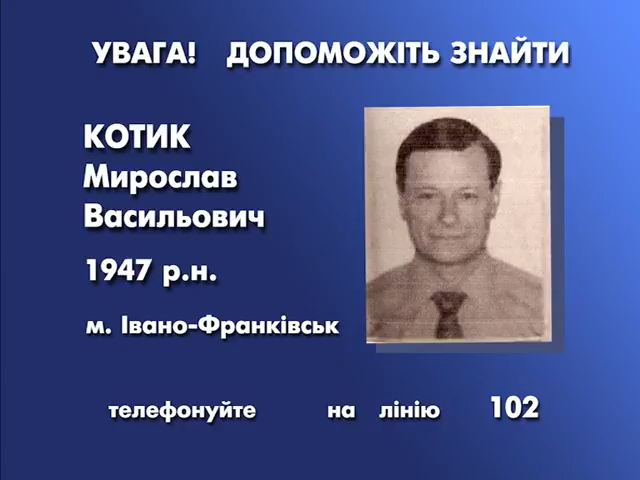 УВАГА! ДОПОМОЖІТЬ ЗНАЙТИ
КОТИК
Мирослав
Васильович
1947 р.н.
м. Івано-Франківськ
телефонуйте на лінію 102